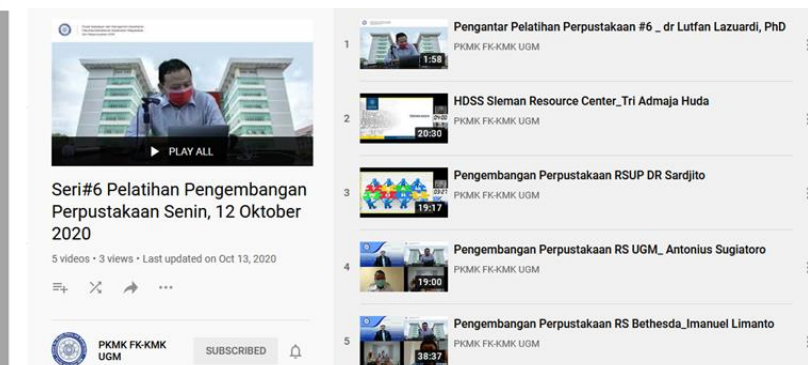 PLAY ALL
Seri#6 Pelatihan Pengembangan
Perpustakaan Senin, 12 Oktober
2020
5 videos • 3 views • Last updated on Oct 13, 2020
PKMK FK-KMK
UGM
SUBSCRIBED
1
1:58
Pengantar Pelatihan Perpustakaan #6 _ dr Lutfan Lazuardi, PhD
PKMK FK-KMK UGM
2
20:30
HDSS Sleman Resource Center_Tri Admaja Huda
PKMK FK-KMK UGM
3
19:17
Pengembangan Perpustakaan RSUP DR Sardjito
PKMK FK-KMK UGM
4
19:00
Pengembangan Perpustakaan RS UGM_ Antonius Sugiatoro
PKMK FK-KMK UGM
5
38:37
Pengembangan Perpustakaan RS Bethesda_Imanuel Limanto
PKMK FK-KMK UGM